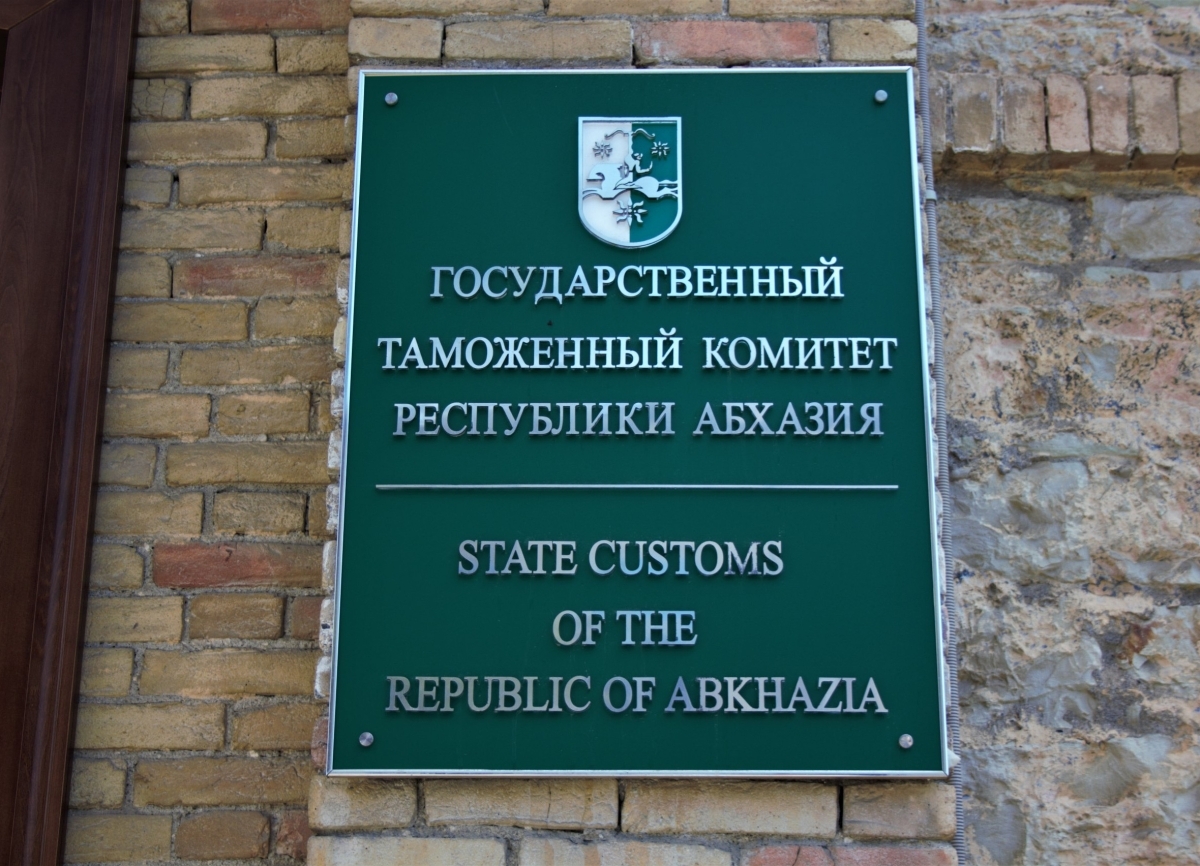 ГОСУДАРСТВЕННЫЙ
ТАМОЖЕННЫЙ КОМИТЕТ
РЕСПУБЛИКИ АБХАЗИЯ
STATE CUSTOMS
OF THE
REPUBLIC OF ABKHAZIA